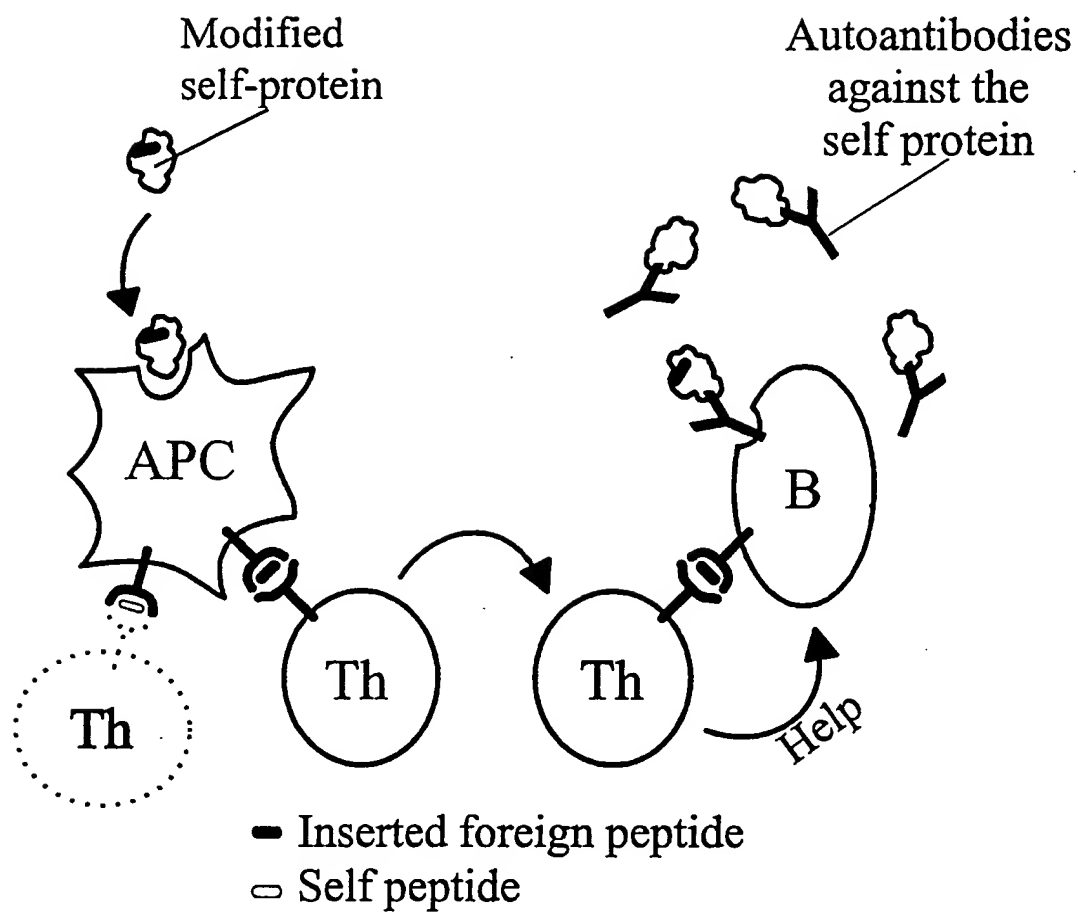 Modified
self-protein
Autoantibodies
against the
self protein
APC
B
Th
Th
Th
Help
Inserted foreign peptide
Self peptide